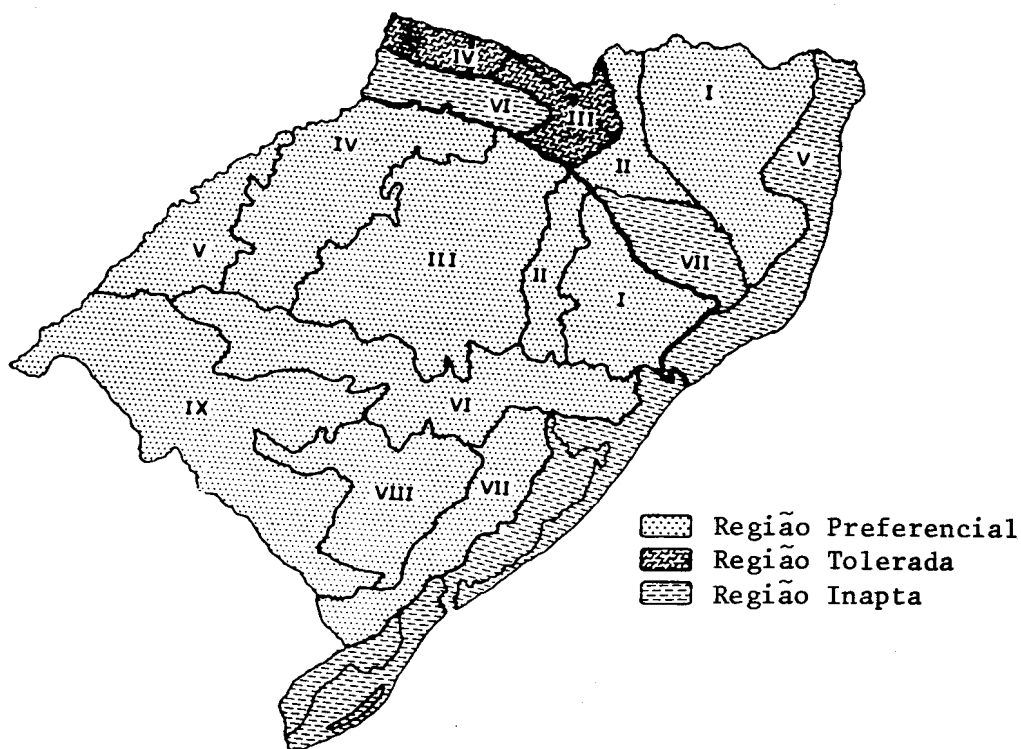 IV
I
VI
III
IV
II
V
V
III
VII
II
I
IX
VI
VIII
VII
Região Preferencial
Região Tolerada
Região Inapta